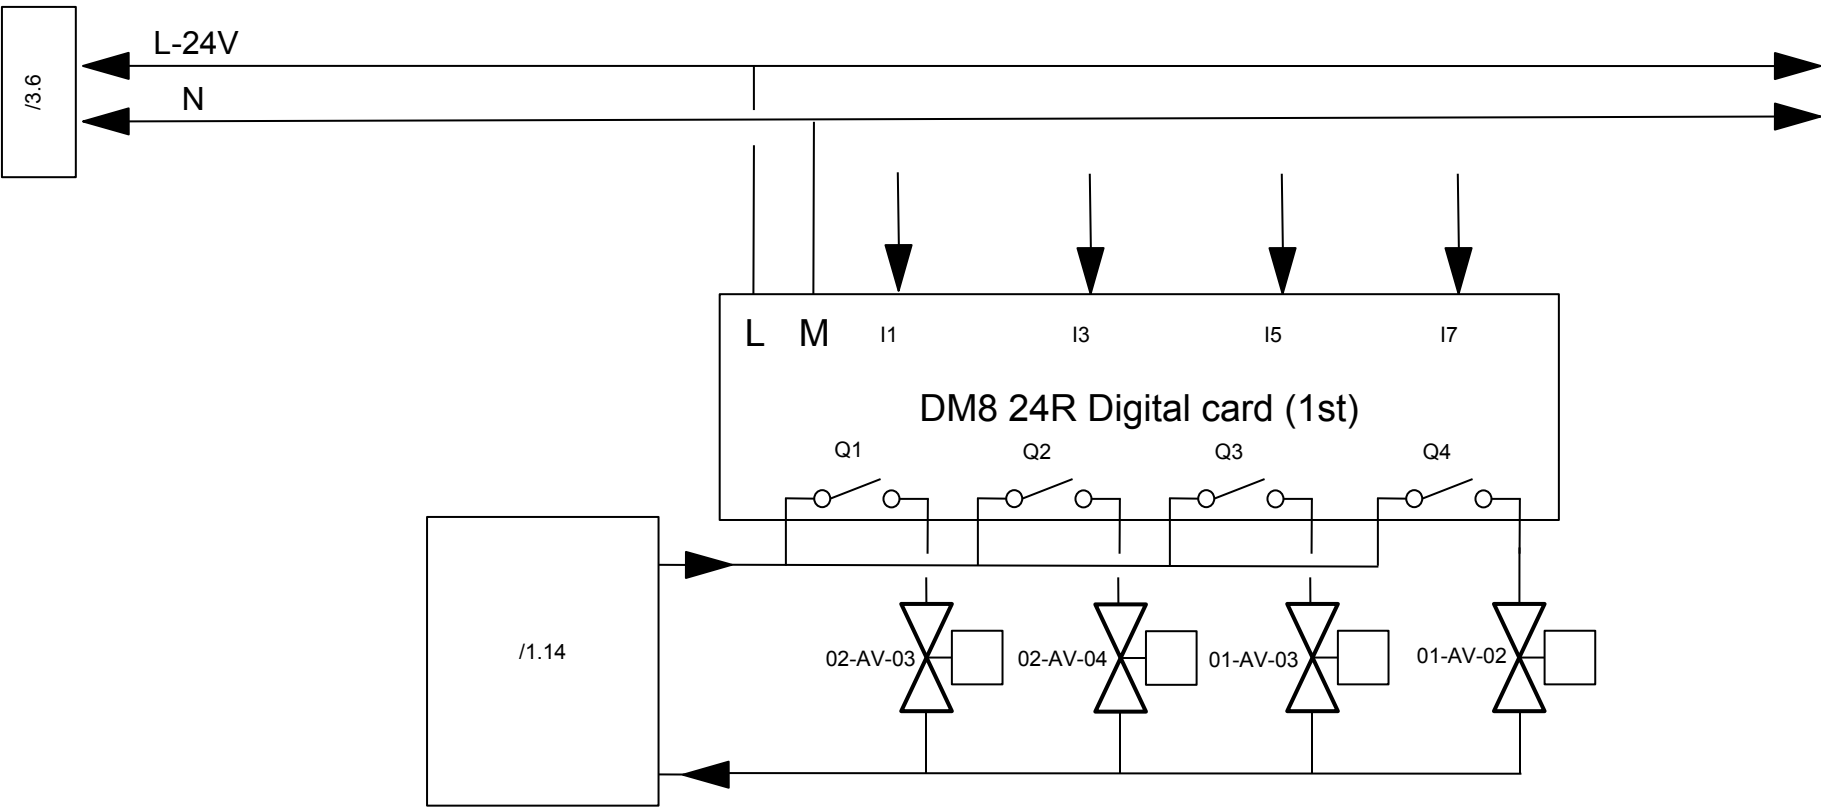 L-24V
/3.6
N
L M I1 I3 I5 I7
DM8 24R Digital card (1st)
Q1 Q2 Q3 Q4
/1.14
02-AV-03 02-AV-04 01-AV-03 01-AV-02